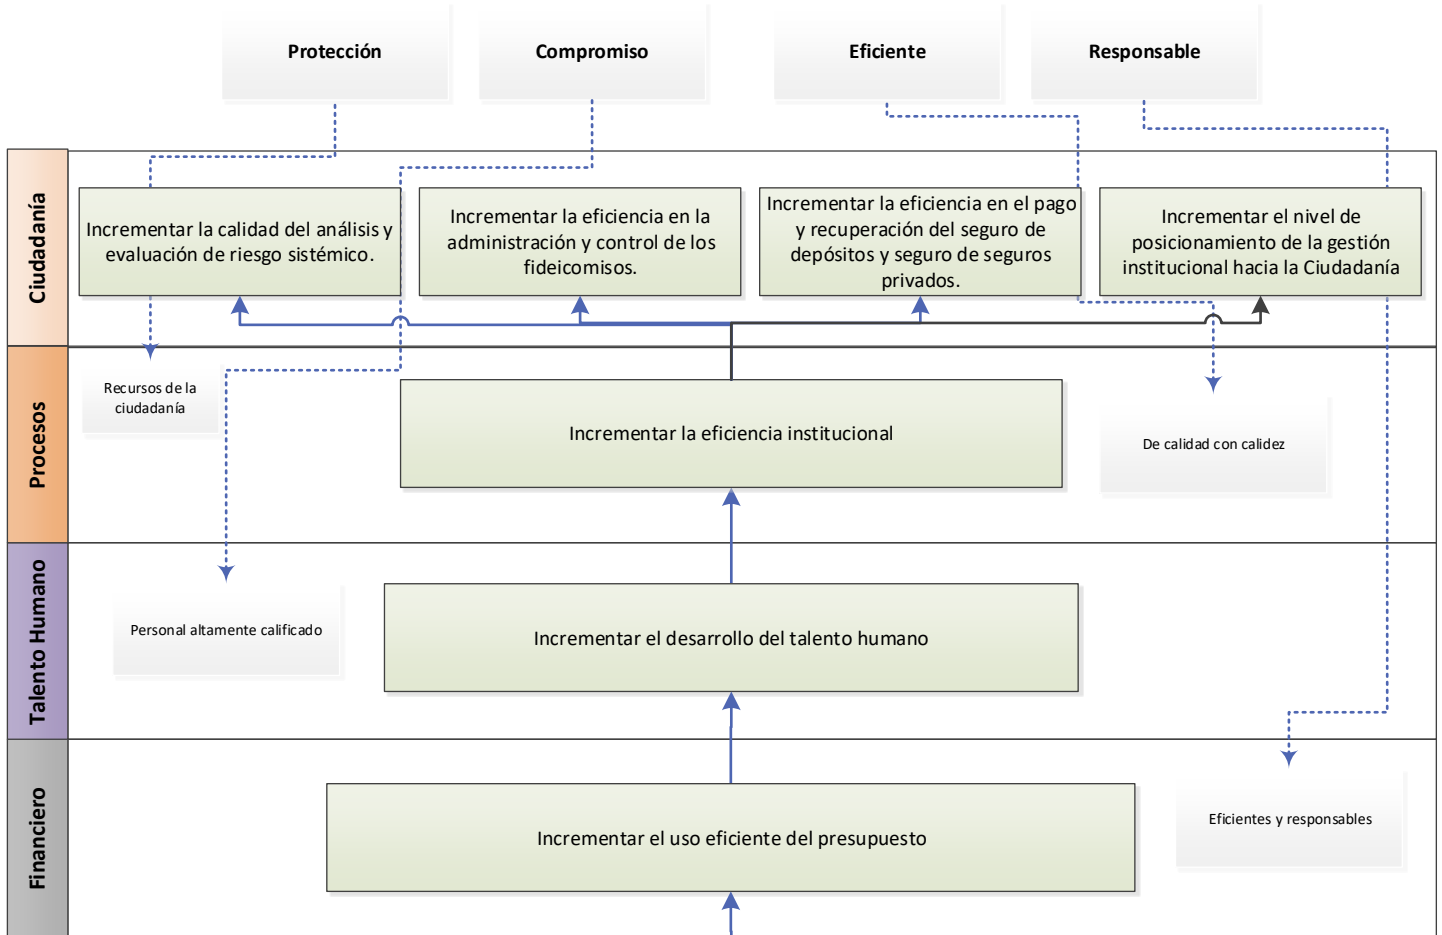 Protección
Compromiso
Eficiente
Responsable
Ciudadanía
Incrementar la calidad del análisis y
evaluación de riesgo sistémico.
Incrementar la eficiencia en la
administración y control de los
fideicomisos.
Incrementar la eficiencia en el pago
y recuperación del seguro de
depósitos y seguro de seguros
privados.
Incrementar el nivel de
posicionamiento de la gestión
institucional hacia la Ciudadanía
Procesos
Recursos de la
ciudadanía
Incrementar la eficiencia institucional
De calidad con calidez
Talento Humano
Personal altamente calificado
Incrementar el desarrollo del talento humano
Financiero
Incrementar el uso eficiente del presupuesto
Eficientes y responsables